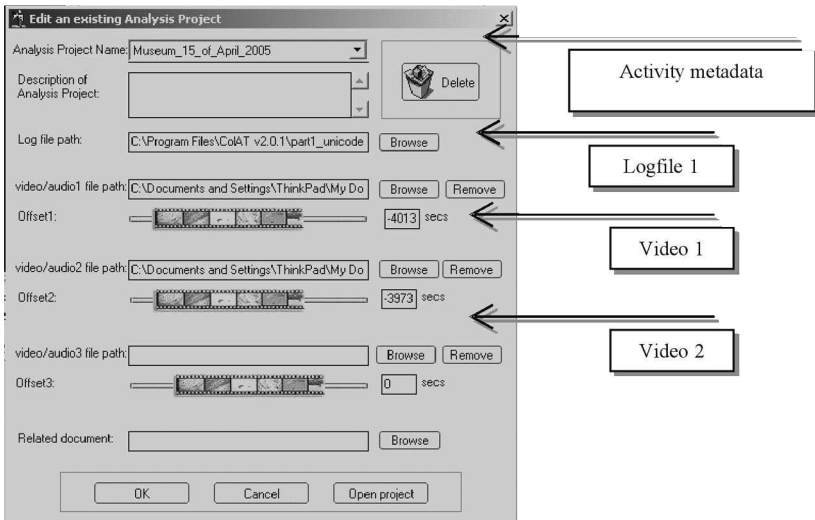 Edit an existing Analysis Project
Analysis Project Name: Museum_15_of_April_2005
Activity metadata
Description of
Analysis Project:
Delete
Log file path: C:\Program Files\ColAT v2.0.1\part1_unicode Browse
Logfile 1
video/audio1 file path: C:\Documents and Settings\ThinkPad\My Do Browse Remove
Offset1: -4013 secs
Video 1
video/audio2 file path: C:\Documents and Settings\ThinkPad\My Do Browse Remove
Offset2: -3973 secs
Video 2
video/audio3 file path: Browse Remove
Offset3: 0 secs
Related document: Browse
OK Cancel Open project